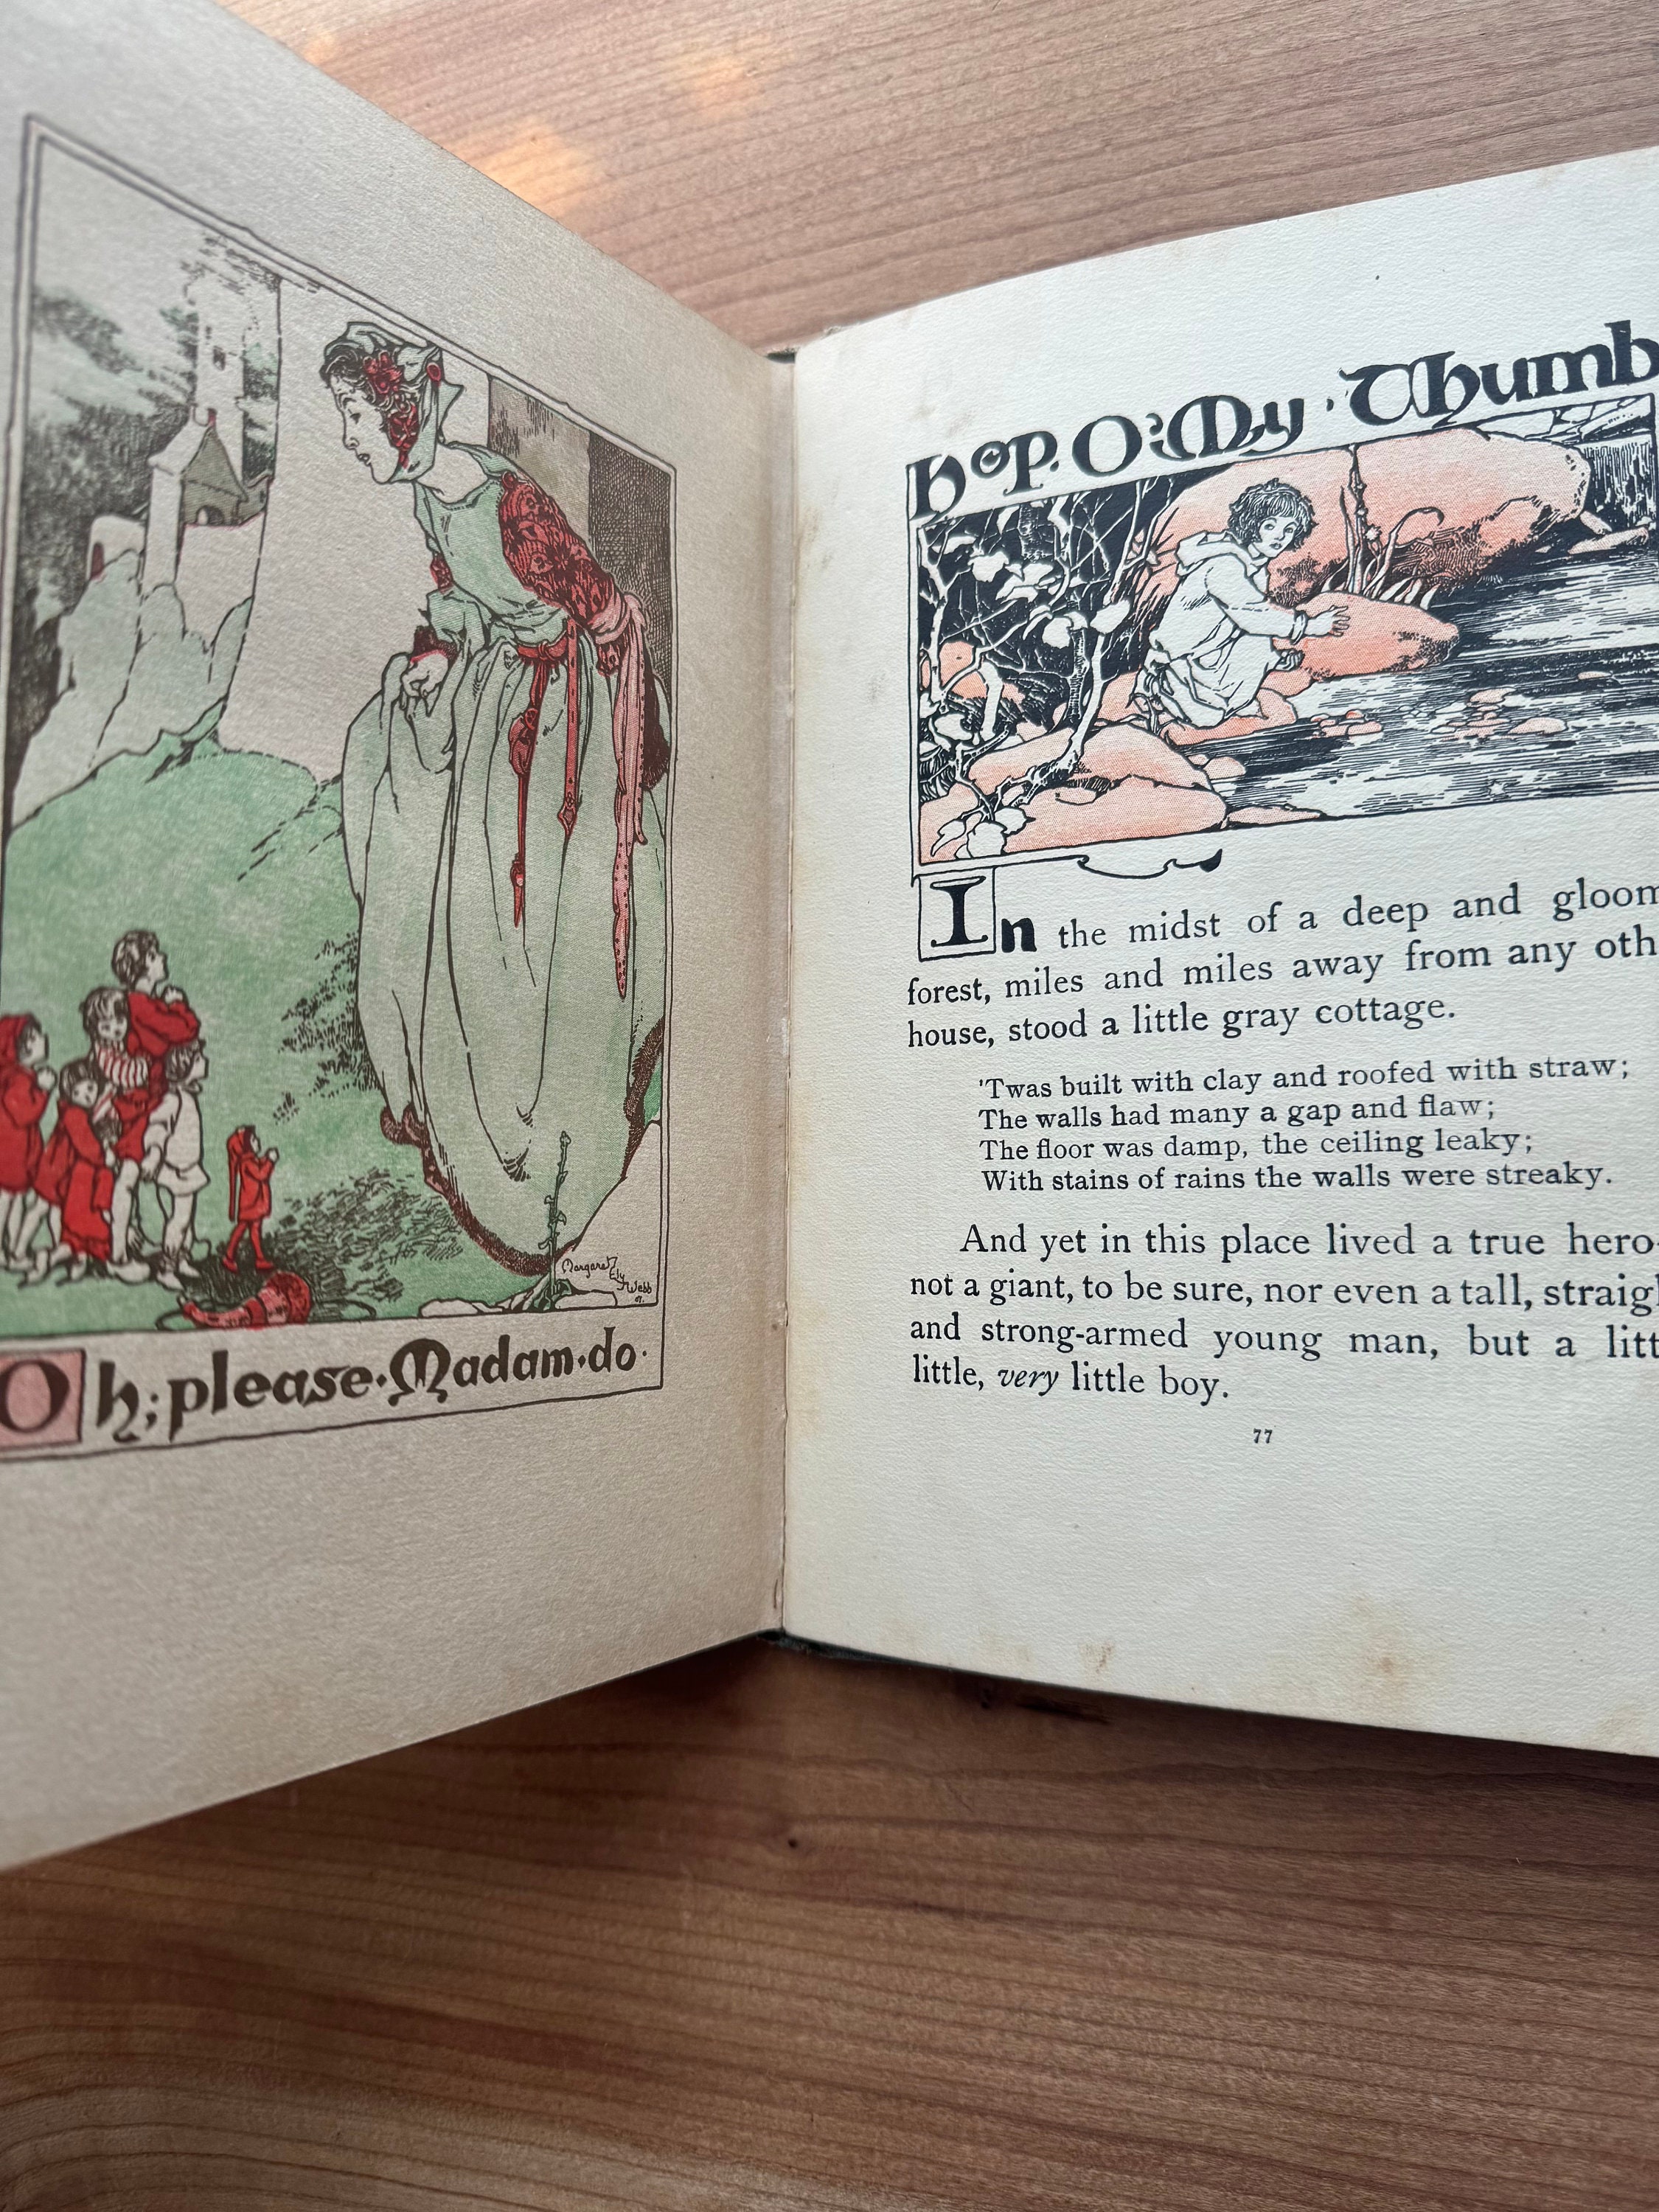 Margaret
Ely
Webb
Oh; please · Madam · do ·
Hop. O; My · Thumb
In the midst of a deep and gloom
forest, miles and miles away from any oth
house, stood a little gray cottage.
'Twas built with clay and roofed with straw;
The walls had many a gap and flaw;
The floor was damp, the ceiling leaky;
With stains of rains the walls were streaky.
And yet in this place lived a true hero-
not a giant, to be sure, nor even a tall, straig
and strong-armed young man, but a litt
little, very little boy.
77